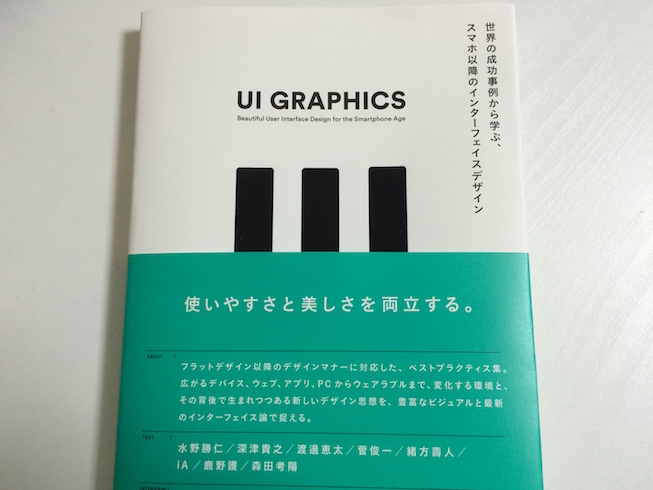 世界の成功事例から学ぶ、
スマホ以降のインターフェイスデザイン
UI GRAPHICS
Beautiful User Interface Design for the Smartphone Age
使いやすさと美しさを両立する。
ABOUT
フラットデザイン以降のデザインマナーに対応した、ベストプラクティス集。
広がるデバイス、ウェブ、アプリ、PCからウェアラブルまで、変化する環境と、
その背後で生まれつつある新しいデザイン思想を、豊富なビジュアルと最新
のインターフェイス論で捉える。
TEXT
水野勝仁／深津貴之／渡邊恵太／菅俊一／緒方壽人／
iA／鹿野護／森田考陽